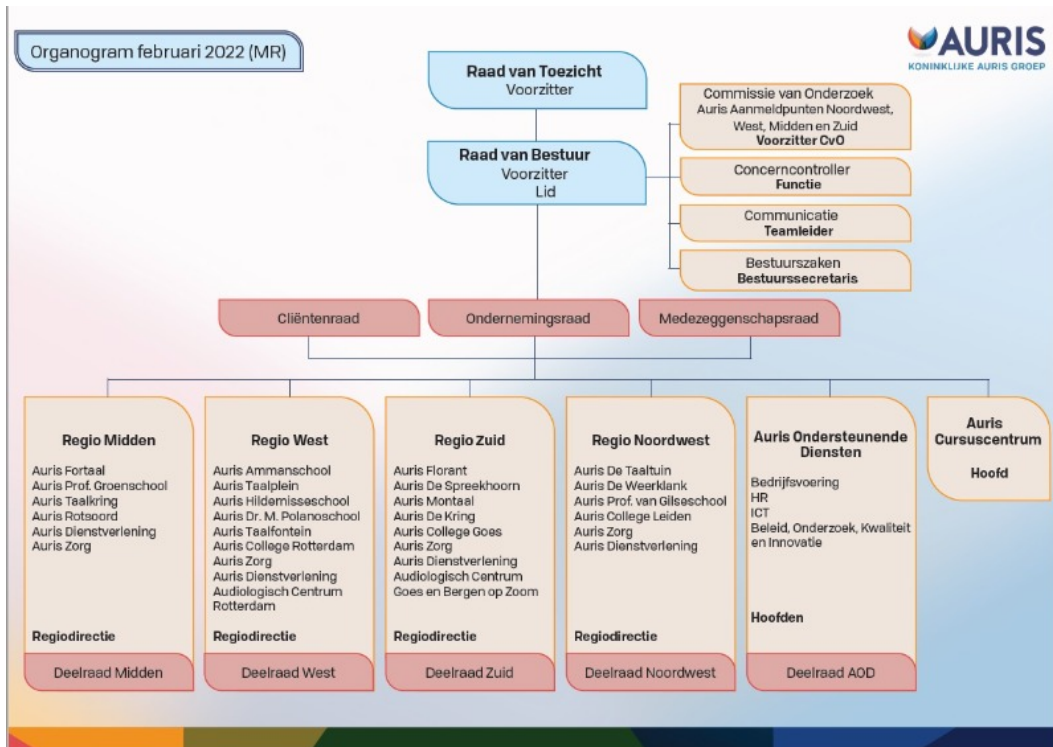 Organogram februari 2022 (MR)
AURIS
KONINKLIJKE AURIS GROEP
Raad van Toezicht
Voorzitter
Raad van Bestuur
Voorzitter
Lid
Commissie van Onderzoek
Auris Aanmeldpunten Noordwest,
West, Midden en Zuid
Voorzitter CvO
Concerncontroller
Functie
Communicatie
Teamleider
Bestuurszaken
Bestuurssecretaris
Cliëntenraad
Ondernemingsraad
Medezeggenschapsraad
Regio Midden
Auris Fortaal
Auris Prof. Groenschool
Auris Taalkring
Auris Rotsoord
Auris Dienstverlening
Auris Zorg
Regiodirectie
Deelraad Midden
Regio West
Auris Ammanschool
Auris Taalplein
Auris Hildernisseschool
Auris Dr. M. Polanoschool
Auris Taalfontein
Auris College Rotterdam
Auris Zorg
Auris Dienstverlening
Audiologisch Centrum
Rotterdam
Regiodirectie
Deelraad West
Regio Zuid
Auris Florant
Auris De Spreekhoorn
Auris Montaal
Auris De Kring
Auris College Goes
Auris Zorg
Auris Dienstverlening
Audiologisch Centrum
Goes en Bergen op Zoom
Regiodirectie
Deelraad Zuid
Regio Noordwest
Auris De Taaltuin
Auris De Weerklank
Auris Prof. van Gilseschool
Auris College Leiden
Auris Zorg
Auris Dienstverlening
Regiodirectie
Deelraad Noordwest
Auris Ondersteunende
Diensten
Bedrijfsvoering
HR
ICT
Beleid, Onderzoek, Kwaliteit
en Innovatie
Hoofden
Deelraad AOD
Auris
Cursuscentrum
Hoofd